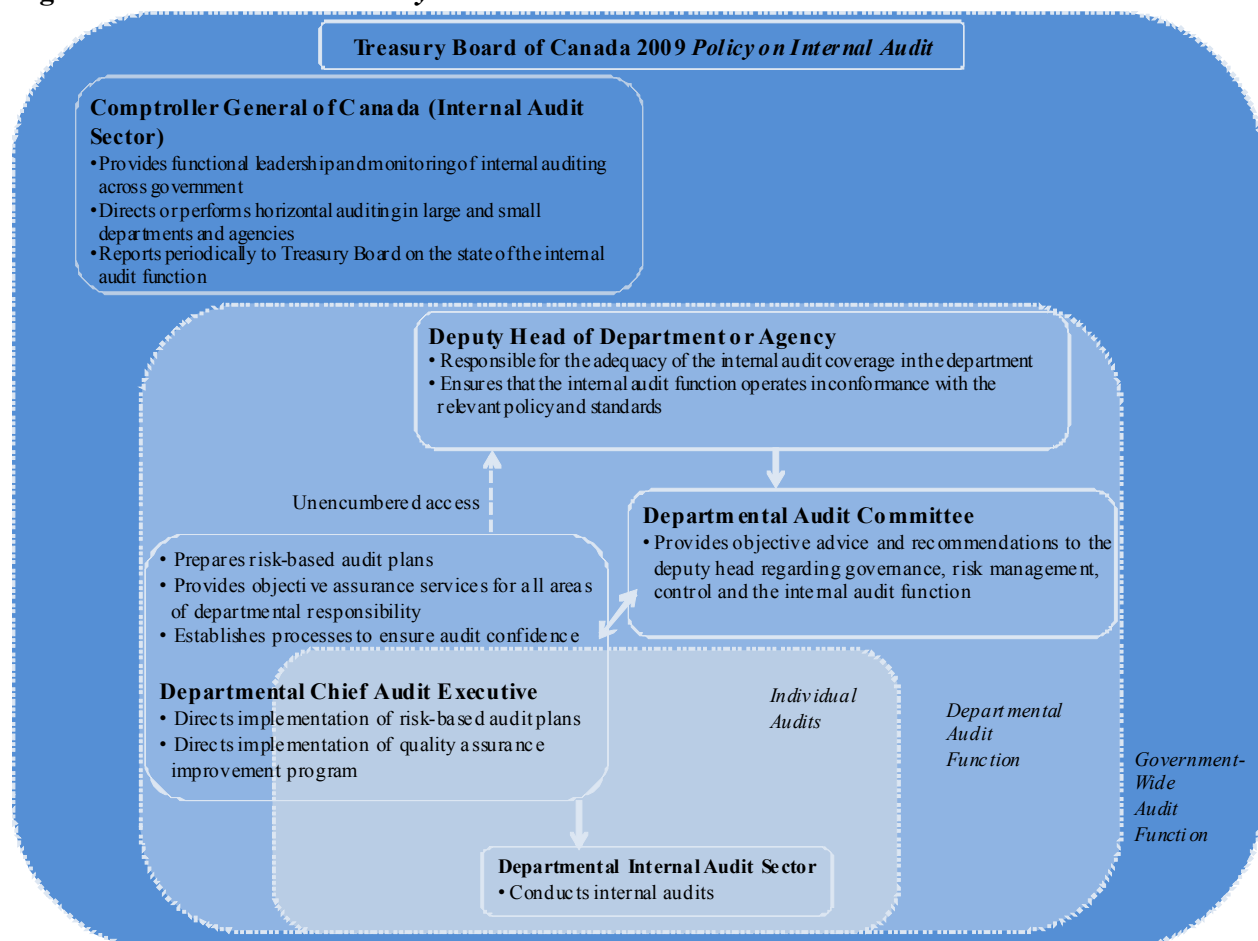 Treasury Board of Canada 2009 Policy on Internal Audit
Comptroller General of Canada (Internal Audit
Sector)
• Provides functional leadership and monitoring of internal auditing
across government
• Directs or performs horizontal auditing in large and small
departments and agencies
• Reports periodically to Treasury Board on the state of the internal
audit function
Deputy Head of Department or Agency
• Responsible for the adequacy of the internal audit coverage in the department
• Ensures that the internal audit function operates in conformance with the
relevant policy and standards
Unencumbered access
Departmental Audit Committee
• Provides objective advice and recommendations to the
deputy head regarding governance, risk management,
control and the internal audit function
• Prepares risk-based audit plans
• Provides objective assurance services for all areas
of departmental responsibility
• Establishes processes to ensure audit confidence
Departmental Chief Audit Executive
• Directs implementation of risk-based audit plans
• Directs implementation of quality assurance
improvement program
Individual
Audits
Departmental
Audit
Function
Government-
Wide
Audit
Function
Departmental Internal Audit Sector
• Conducts internal audits